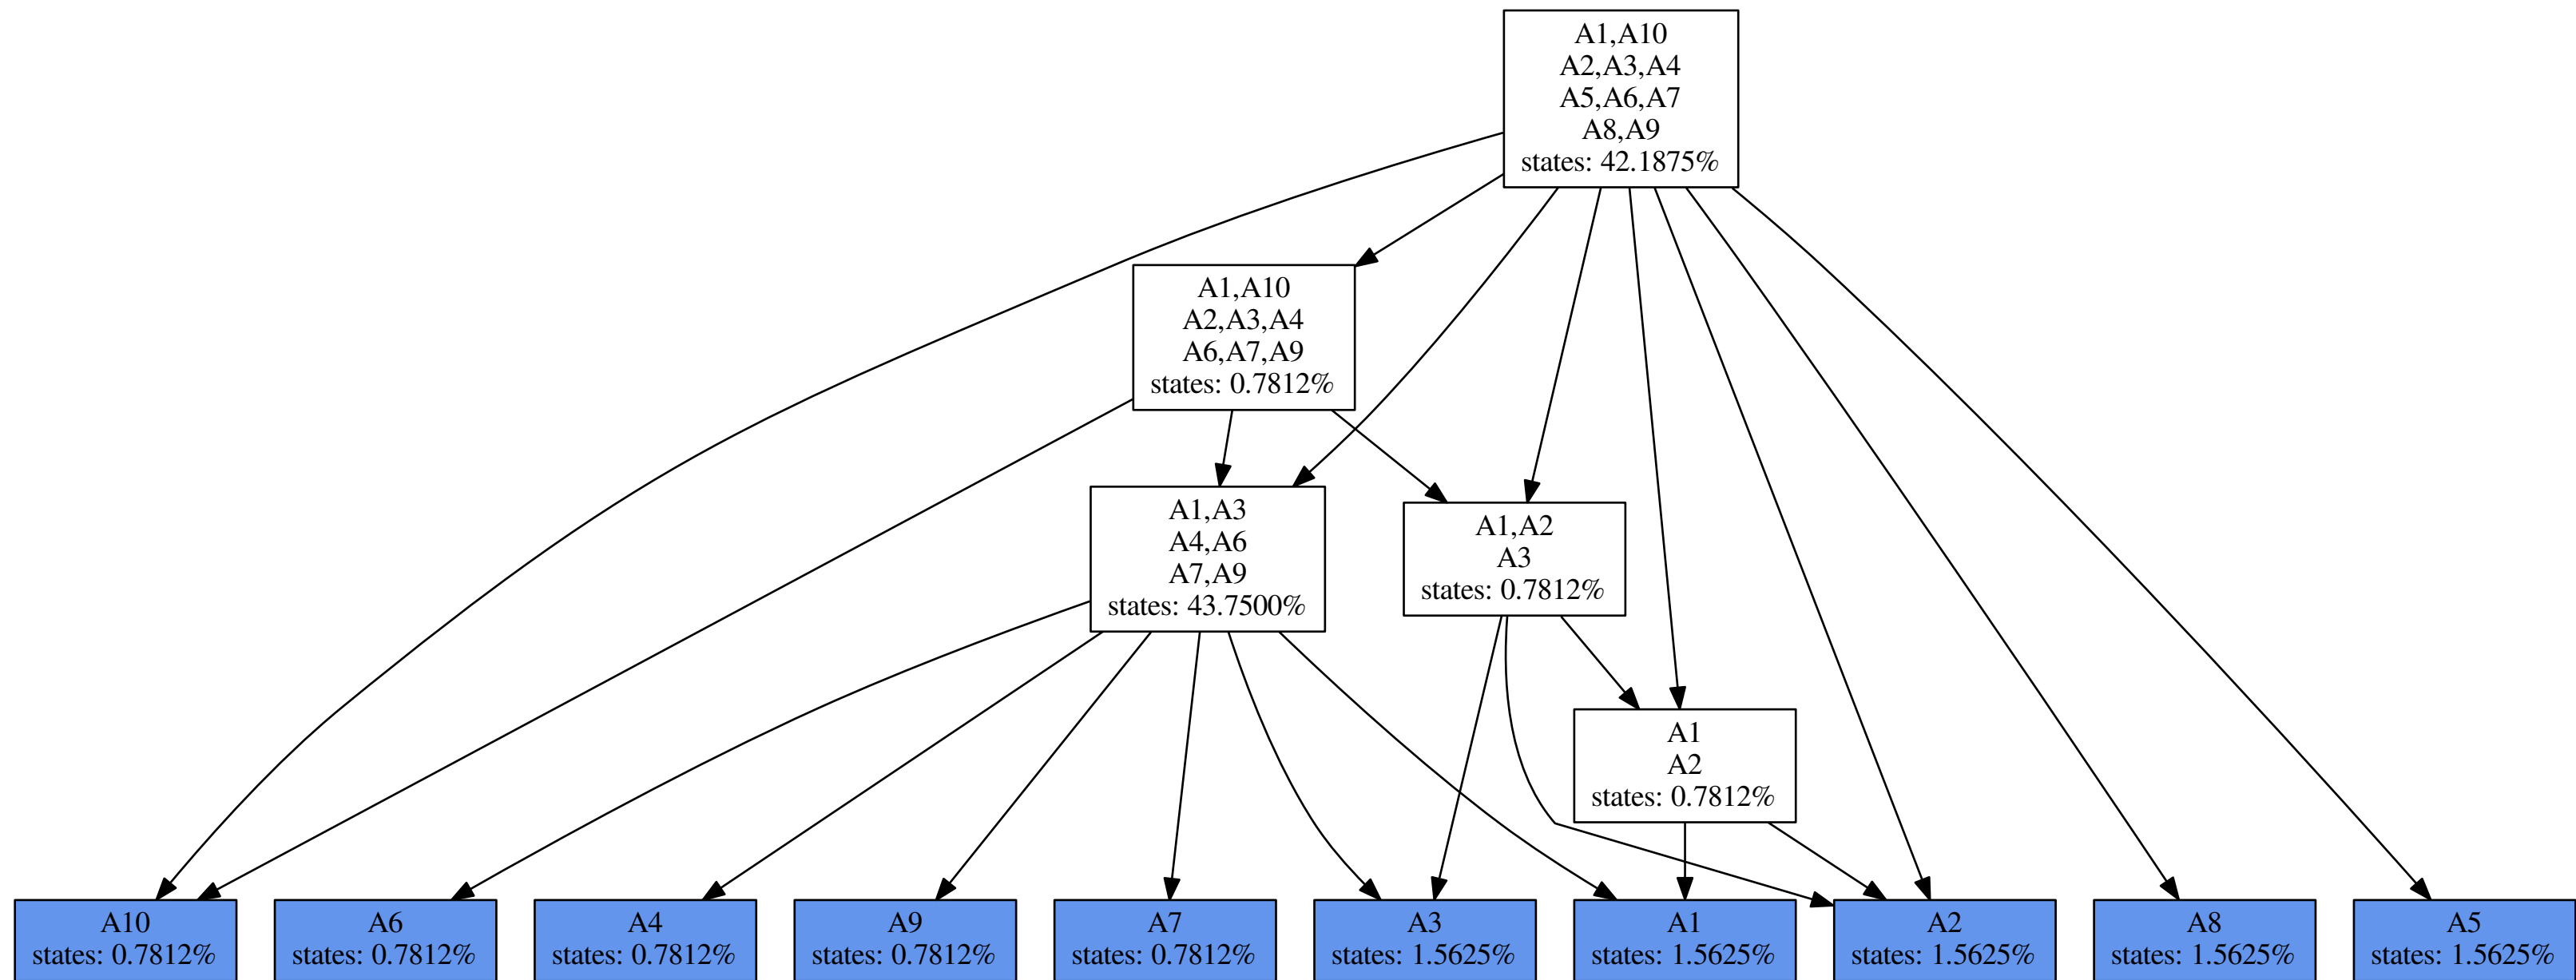 A1,A10
A2,A3,A4
A5,A6,A7
A8,A9
states: 42.1875%
A1,A10
A2,A3,A4
A6,A7,A9
states: 0.7812%
A1,A3
A4,A6
A7,A9
states: 43.7500%
A1,A2
A3
states: 0.7812%
A1
A2
states: 0.7812%
A10
states: 0.7812%
A6
states: 0.7812%
A4
states: 0.7812%
A9
states: 0.7812%
A7
states: 0.7812%
A3
states: 1.5625%
A1
states: 1.5625%
A2
states: 1.5625%
A8
states: 1.5625%
A5
states: 1.5625%